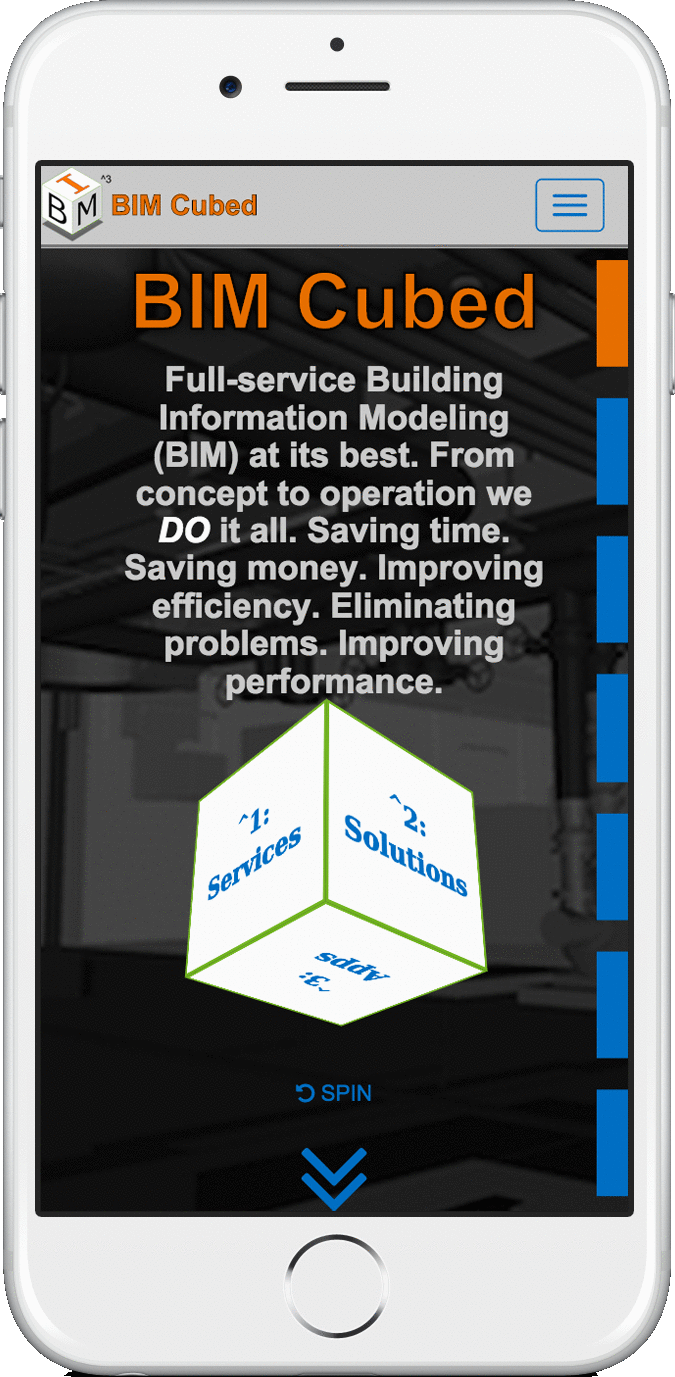 I
B M
^3
BIM Cubed
BIM Cubed
Full-service Building
Information Modeling
(BIM) at its best. From
concept to operation we
DO it all. Saving time.
Saving money. Improving
efficiency. Eliminating
problems. Improving
performance.
^1:
Services
^2:
Solutions
^3:
Apps
SPIN